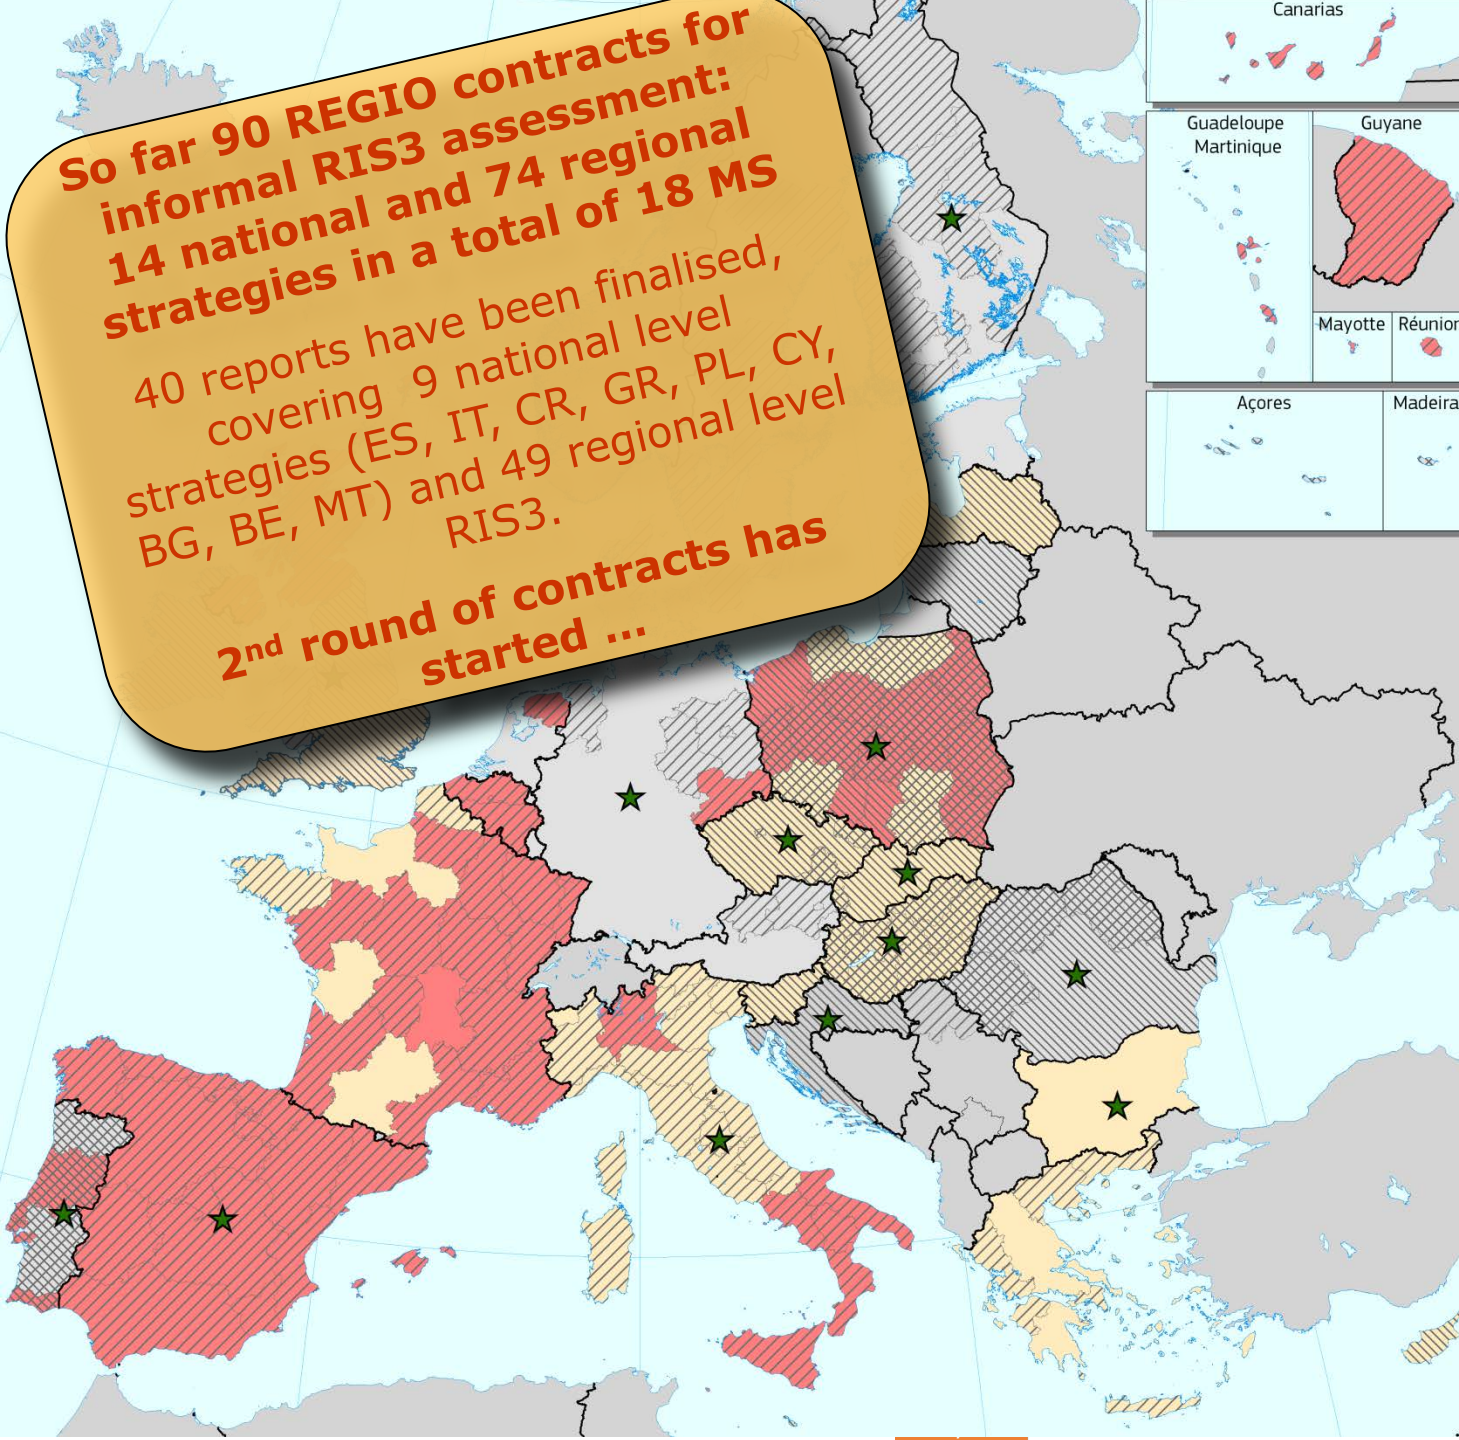 So far 90 REGIO contracts for
informal RIS3 assessment:
14 national and 74 regional
strategies in a total of 18 MS
40 reports have been finalised,
covering 9 national level
strategies (ES, IT, CR, GR, PL, CY,
BG, BE, MT) and 49 regional level
RIS3.
2nd round of contracts has
started ...
Canarias
Guadeloupe
Martinique
Guyane
Mayotte
Réunion
Açores
Madeira